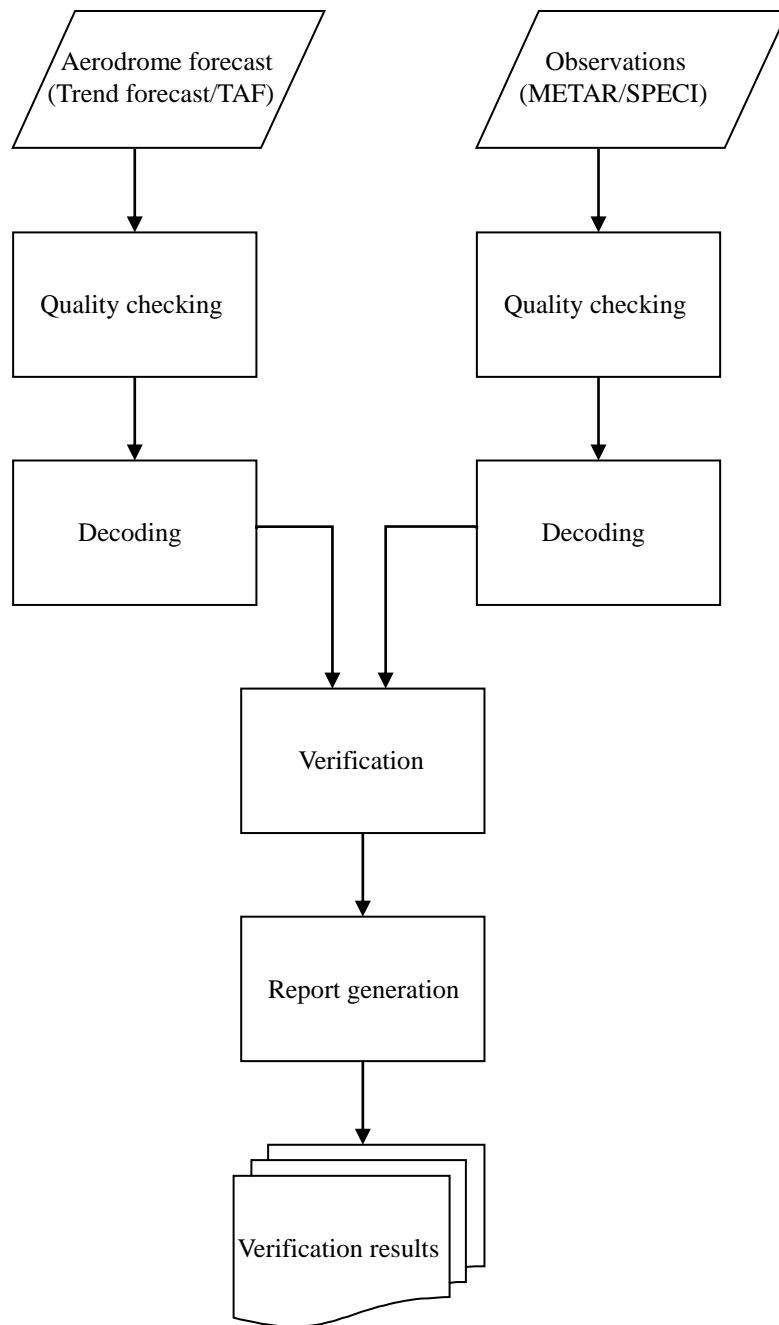 Aerodrome forecast
(Trend forecast/TAF)
Observations
(METAR/SPECI)
Quality checking
Quality checking
Decoding
Decoding
Verification
Report generation
Verification results